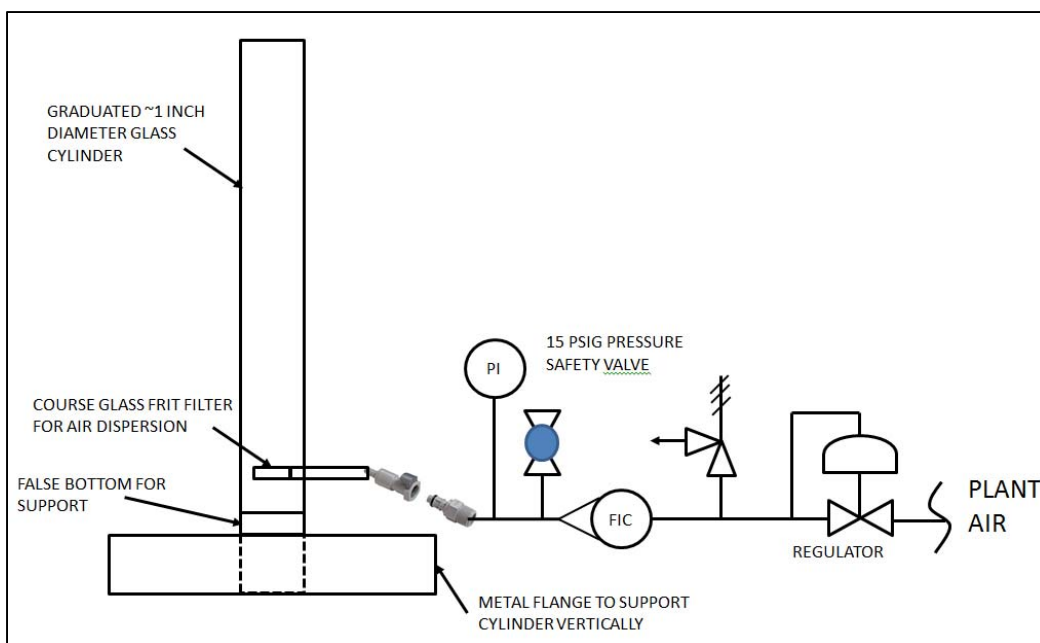 GRADUATED ~1 INCH
DIAMETER GLASS
CYLINDER
15 PSIG PRESSURE
SAFETY VALVE
PI
COURSE GLASS FRIT FILTER
FOR AIR DISPERSION
FALSE BOTTOM FOR
SUPPORT
FIC
PLANT
AIR
REGULATOR
METAL FLANGE TO SUPPORT
CYLINDER VERTICALLY